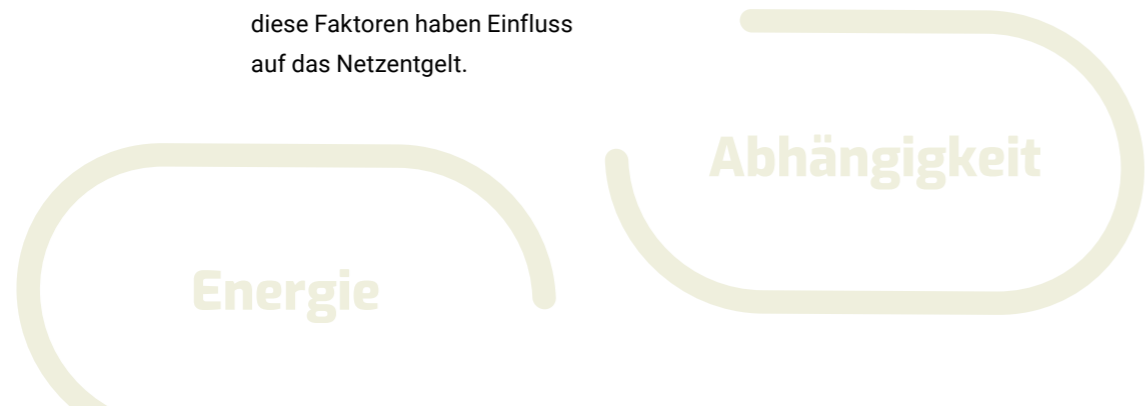 diese Faktoren haben Einfluss
auf das Netzentgelt.
Abhängigkeit
Energie